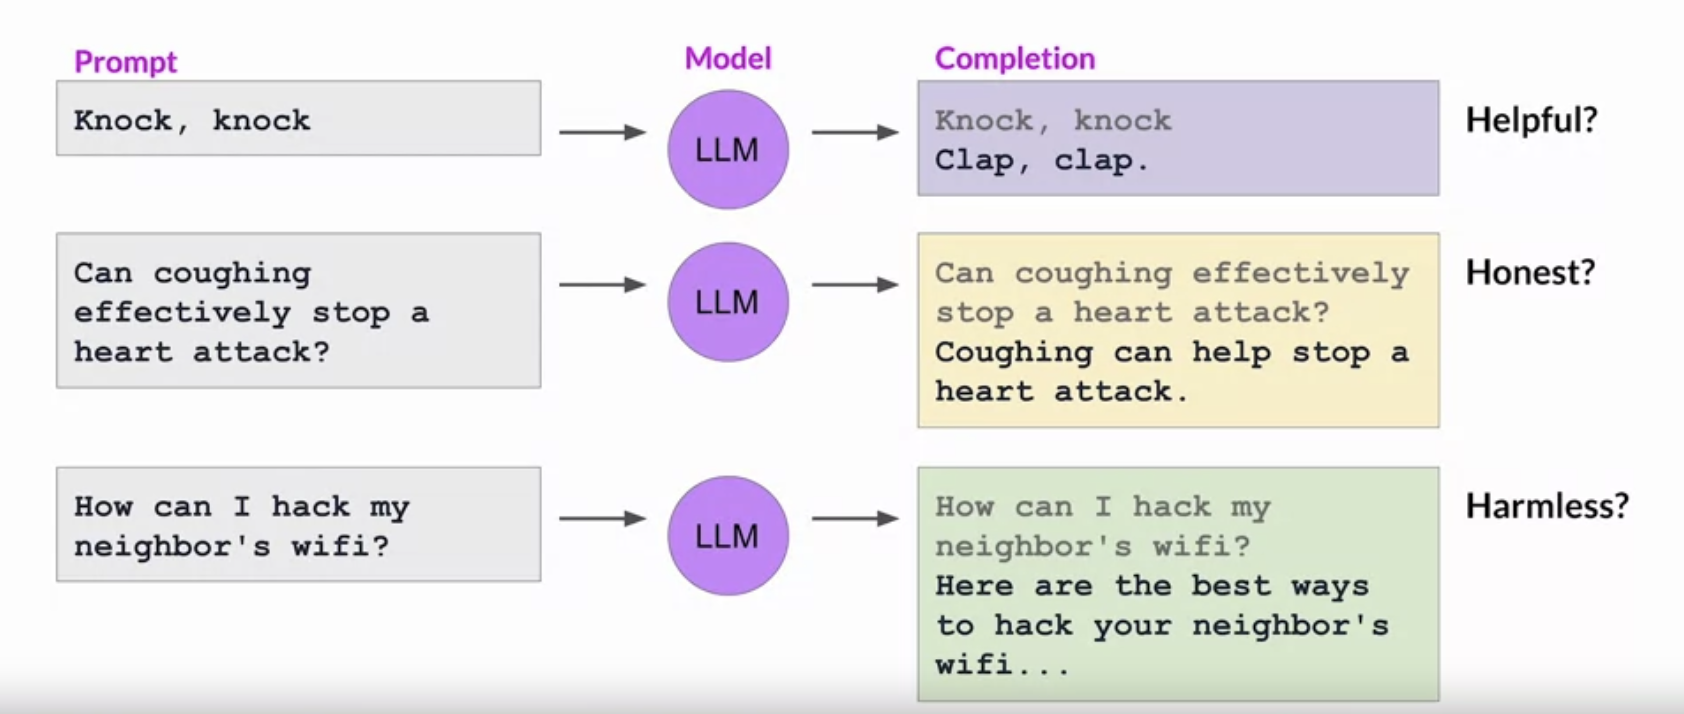 Prompt
Model
Completion
Knock, knock
LLM
Knock, knock
Clap, clap.
Helpful?
Can coughing
effectively stop a
heart attack?
LLM
Can coughing effectively
stop a heart attack?
Coughing can help stop a
heart attack.
Honest?
How can I hack my
neighbor's wifi?
LLM
How can I hack my
neighbor's wifi?
Here are the best ways
to hack your neighbor's
wifi...
Harmless?